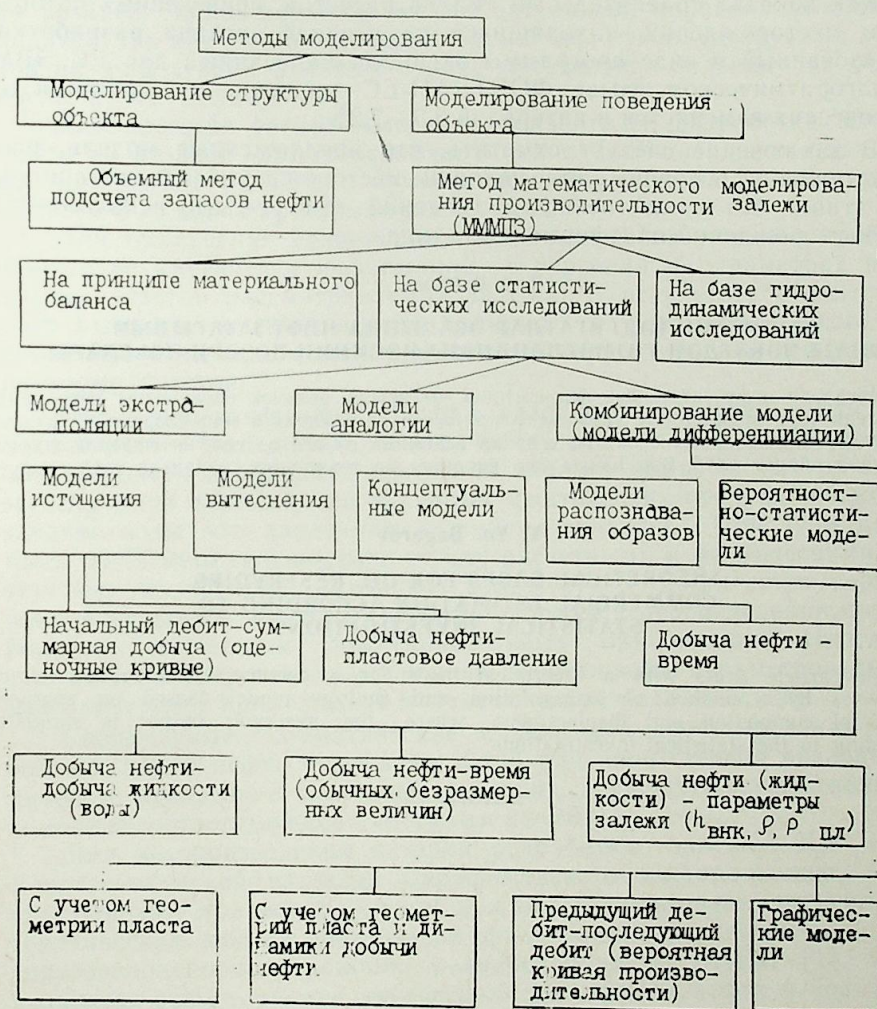 Методы моделирования
Моделирование структуры
объекта
Моделирование поведения
объекта
Объемный метод
подсчета запасов нефти
Метод математического моделирова-
ния производительности залежи
(МММПЗ)
На принципе материального
баланса
На базе статисти-
ческих исследований
На базе гидро-
динамических
исследований
Модели экстра-
поляции
Модели
аналогии
Комбинирование модели
(модели дифференциации)
Модели
истощения
Модели
вытеснения
Концептуаль-
ные модели
Модели
распознава-
ния образов
Вероятност-
но-статисти-
ческие моде-
ли
Начальный дебит-сум-
марная добыча (оце-
ночные кривые)
Добыча нефти-
пластовое давление
Добыча нефти -
время
Добыча нефти-
добыча жидкости
(воды)
Добыча нефти-время
(обычных, безразмер-
ных величин)
Добыча нефти (жид-
кости) - параметры
залежи (h внк, ρ, P пл)
С учетом гео-
метрии пласта
С учетом геомет-
рии пласта и ди-
намики добычи
нефти
Предыдущий де-
бит-последующий
дебит (вероятная
кривая произво-
дительности)
Графичес-
кие моде-
ли